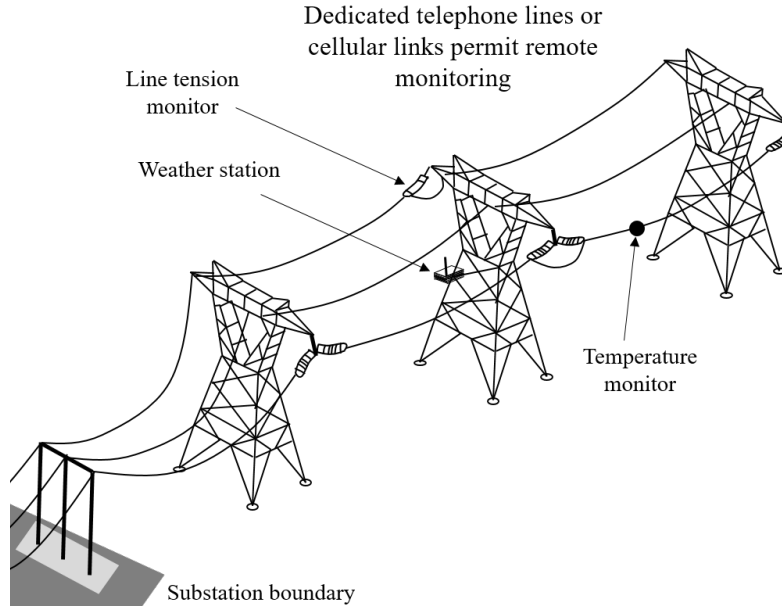 Dedicated telephone lines or
cellular links permit remote
monitoring
Line tension
monitor
Weather station
Temperature
monitor
Substation boundary